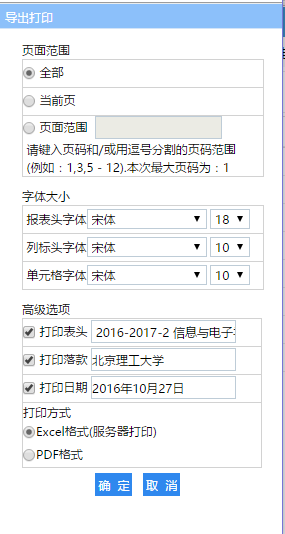 导出打印
页面范围
全部
当前页
页面范围
请键入页码和/或用逗号分割的页码范围
(例如：1,3,5 - 12).本次最大页码为：1
字体大小
报表头字体 宋体 18
列标头字体 宋体 10
单元格字体 宋体 10
高级选项
打印表头 2016-2017-2 信息与电子
打印落款 北京理工大学
打印日期 2016年10月27日
打印方式
Excel格式(服务器打印)
PDF格式
确 定 取 消